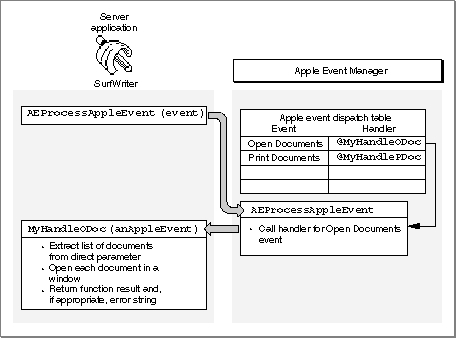 Server
application
SurfWriter
Apple Event Manager
AEProcessAppleEvent (event)
Apple event dispatch table
Event Handler
Open Documents @MyHandleODoc
Print Documents @MyHandlePDoc
AEProcessAppleEvent
• Call handler for Open Documents
event
MyHandleODoc (anAppleEvent)
• Extract list of documents
from direct parameter
• Open each document in a
window
• Return function result and,
if appropriate, error string